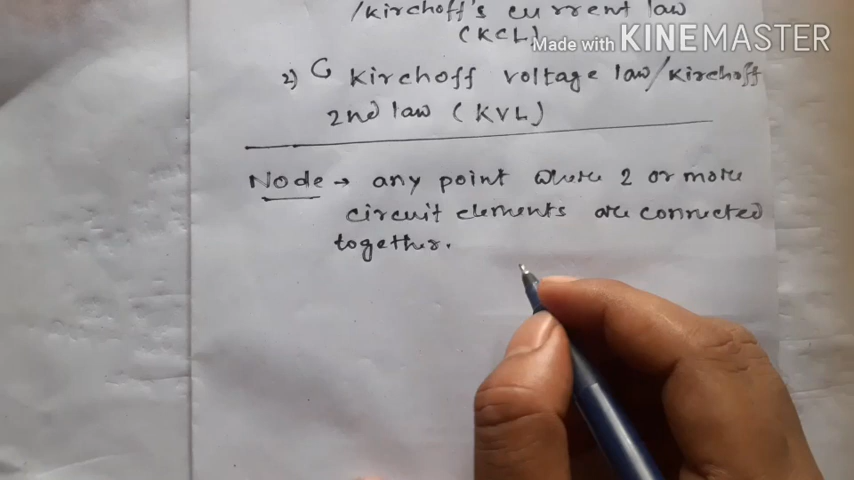 /kirchoff's current law
(KCL)
Made with KINEMASTER
2) G kirchoff voltage law/kirchoff
2nd law (KVL)
Node → any point where 2 or more
circuit elements are connected
together.